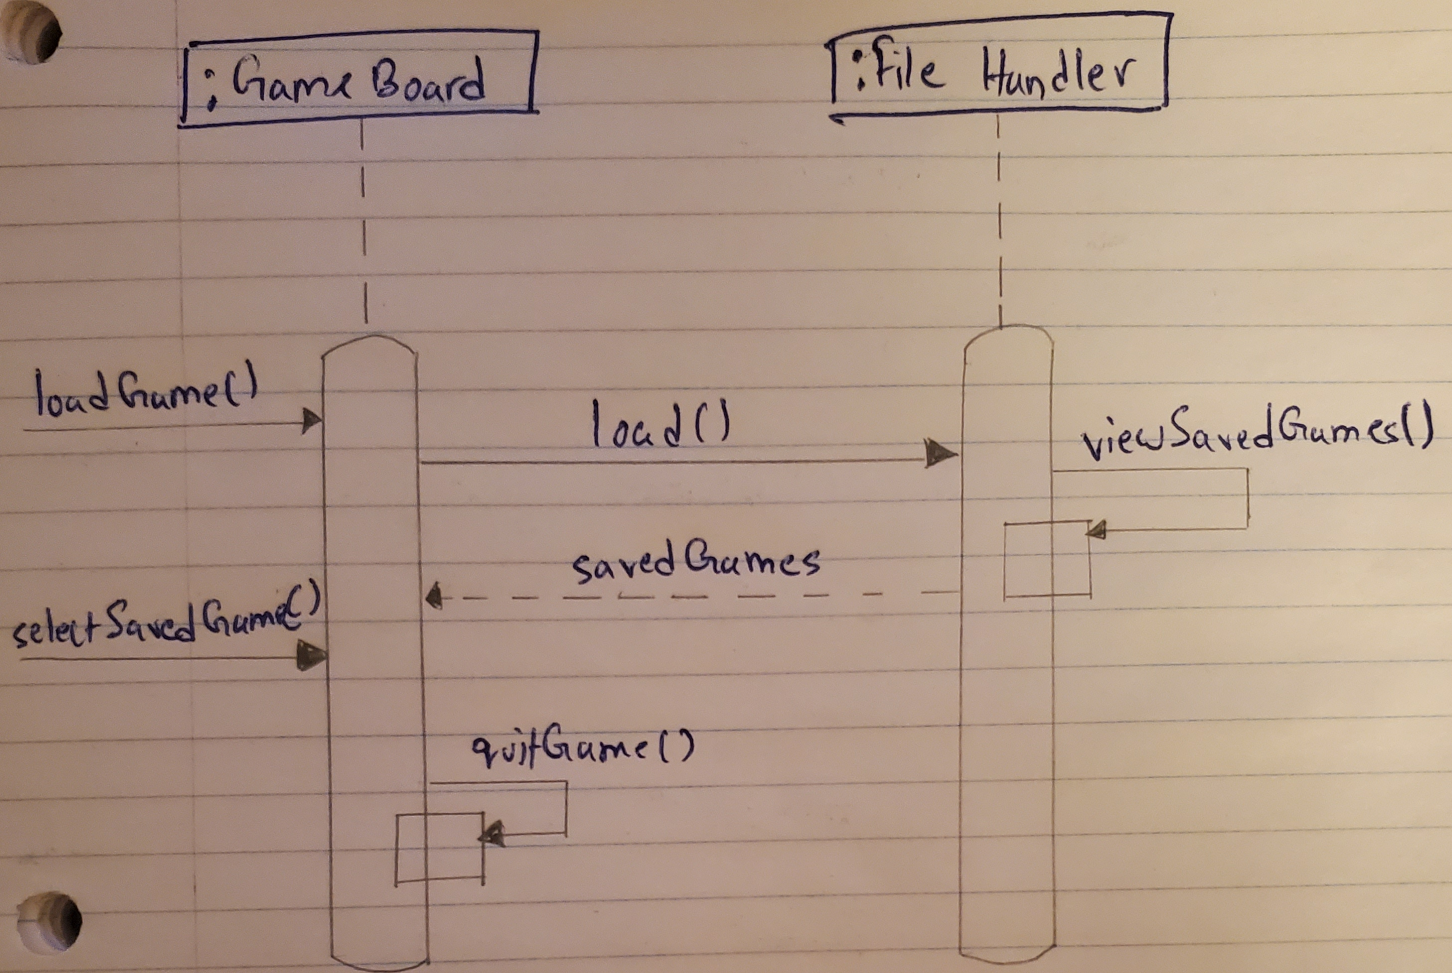 :Game Board
:File Handler
loadGame()
load()
viewSavedGames()
savedGames
selectSavedGame()
quitGame()